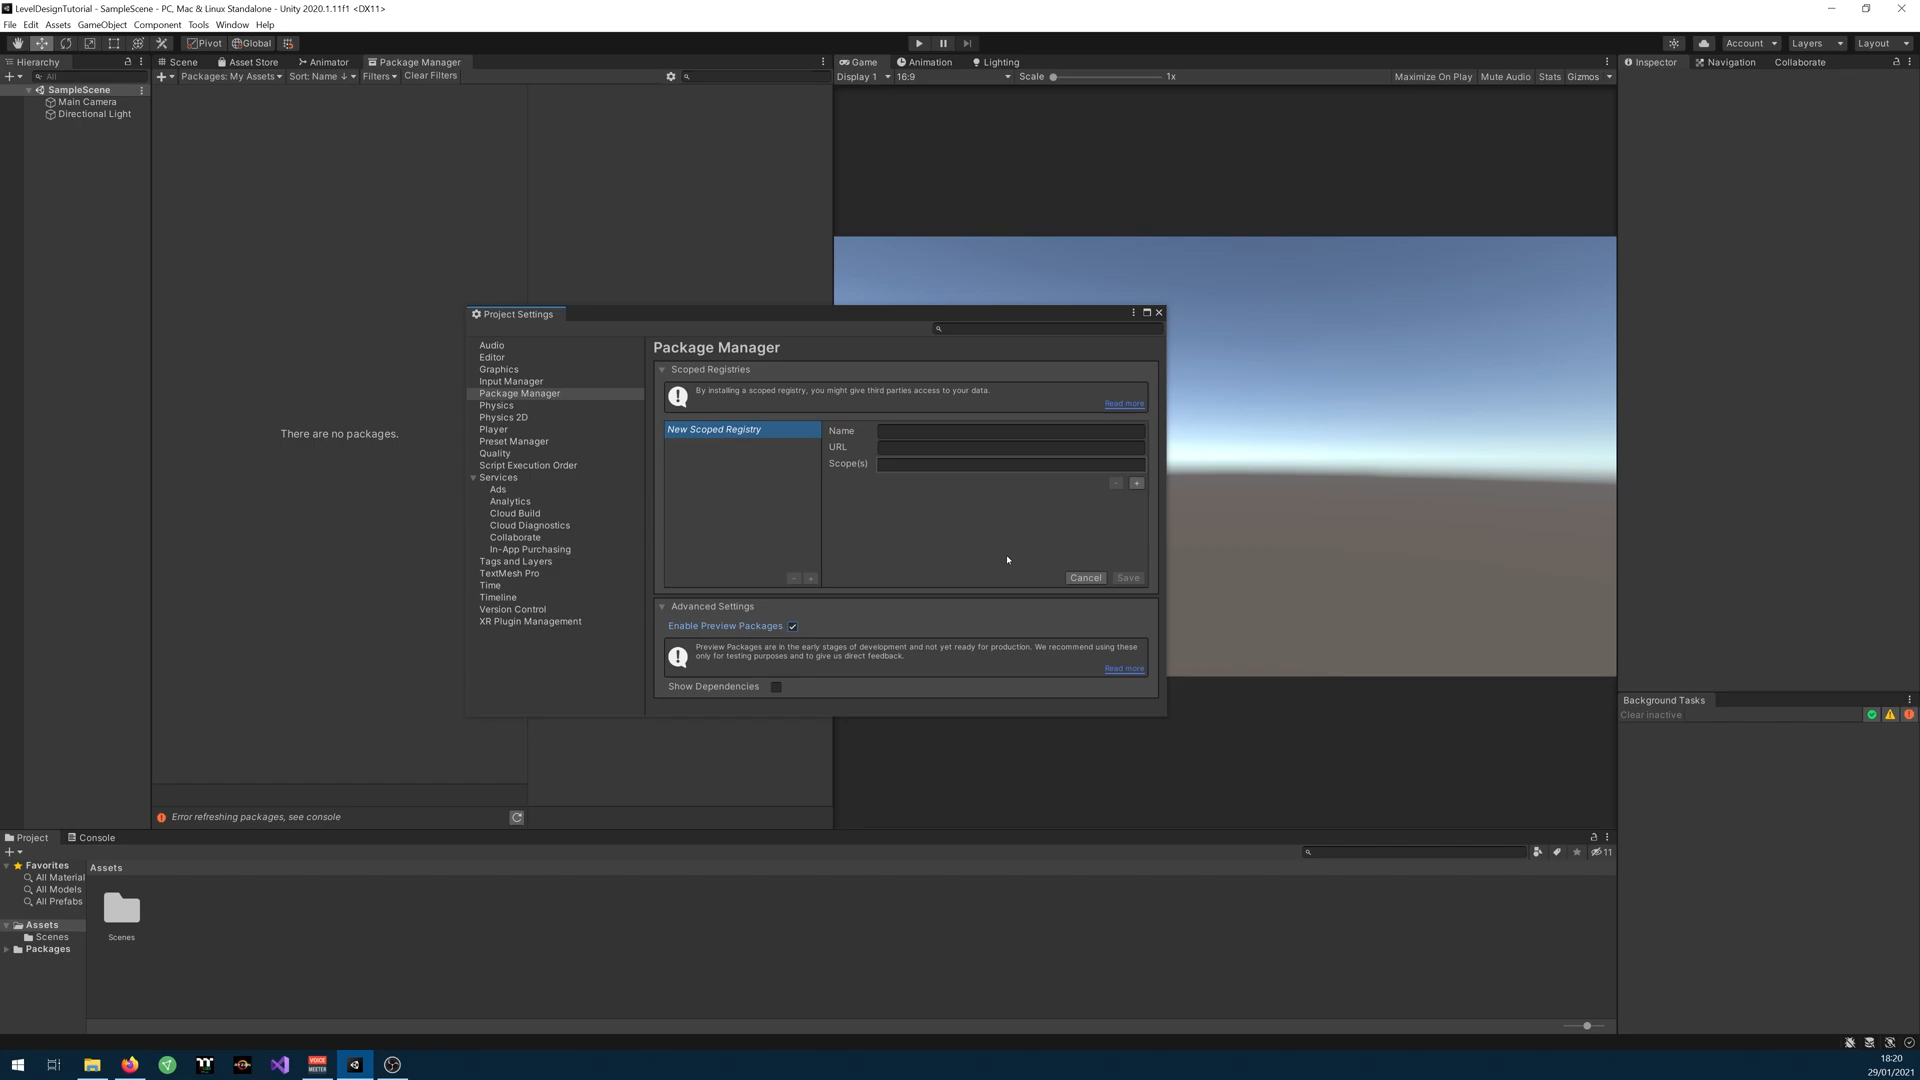 LevelDesignTutorial - SampleScene - PC, Mac & Linux Standalone - Unity 2020.1.11f1 <DX11>
File Edit Assets GameObject Component Tools Window Help
Pivot Global Account Layers Layout
Hierarchy Scene Asset Store Animator Package Manager Game Animation Lighting Inspector Navigation Collaborate
All Packages: My Assets Sort: Name ↓ Filters Clear Filters Display 1 16:9 Scale 1x Maximize On Play Mute Audio Stats Gizmos
SampleScene
Main Camera
Directional Light
There are no packages.
Error refreshing packages, see console
Project Settings
Audio
Editor
Graphics
Input Manager
Package Manager
Physics
Physics 2D
Player
Preset Manager
Quality
Script Execution Order
Services
Ads
Analytics
Cloud Build
Cloud Diagnostics
Collaborate
In-App Purchasing
Tags and Layers
TextMesh Pro
Time
Timeline
Version Control
XR Plugin Management
Package Manager
Scoped Registries
By installing a scoped registry, you might give third parties access to your data.
Read more
New Scoped Registry
Name
URL
Scope(s)
- +
- +
Cancel Save
Advanced Settings
Enable Preview Packages
Preview Packages are in the early stages of development and not yet ready for production. We recommend using these
only for testing purposes and to give us direct feedback.
Read more
Show Dependencies
Background Tasks
Clear inactive
Project Console
11
Favorites
All Material
All Models
All Prefabs
Assets
Scenes
Packages
Assets
Scenes
VOICE
MEETER
18:20
29/01/2021